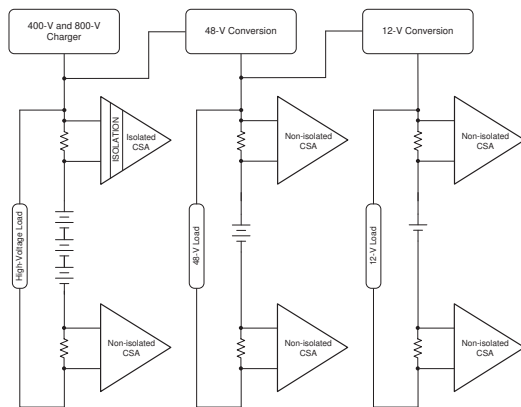 400-V and 800-V
Charger
48-V Conversion
12-V Conversion
ISOLATION
Isolated
CSA
Non-isolated
CSA
Non-isolated
CSA
High-Voltage Load
48-V Load
12-V Load
Non-isolated
CSA
Non-isolated
CSA
Non-isolated
CSA